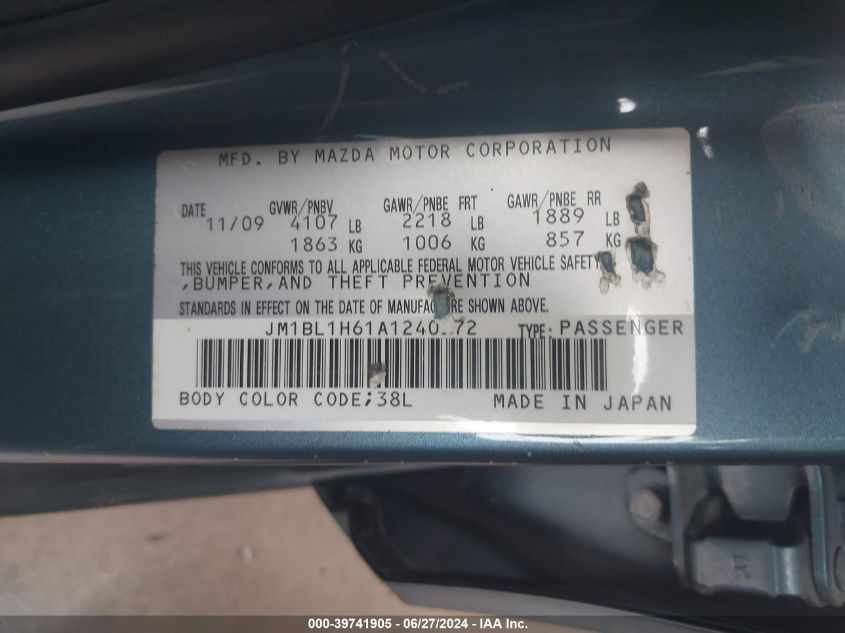 MFD. BY MAZDA MOTOR CORPORATION
DATE GVWR/PNBV GAWR/PNBE FRT GAWR/PNBE RR
11/09 4107 LB 2218 LB 1889 LB
1863 KG 1006 KG 857 KG
THIS VEHICLE CONFORMS TO ALL APPLICABLE FEDERAL MOTOR VEHICLE SAFETY
,BUMPER,AND THEFT PREVENTION
STANDARDS IN EFFECT ON THE DATE OF SHOWN ABOVE.
TYPE: PASSENGER
BODY COLOR CODE;38L MADE IN JAPAN
000-39741905 - 06/27/2024 - IAA Inc.